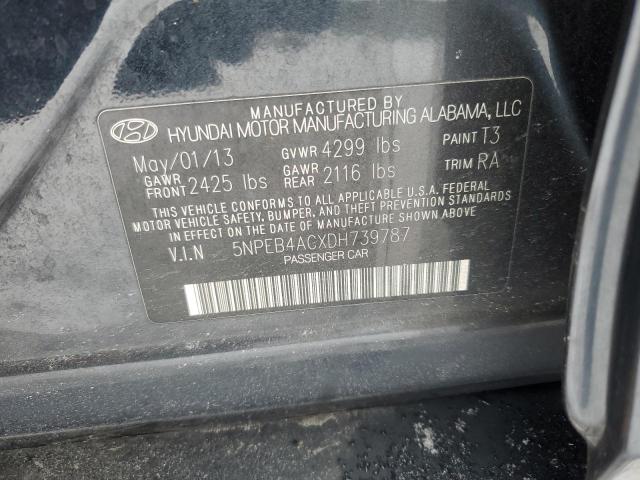 MANUFACTURED BY
HYUNDAI MOTOR MANUFACTURING ALABAMA, LLC
May/01/13 GVWR 4299 lbs PAINT T3
GAWR FRONT 2425 lbs GAWR REAR 2116 lbs TRIM RA
THIS VEHICLE CONFORMS TO ALL APPLICABLE U.S.A. FEDERAL
MOTOR VEHICLE SAFETY, BUMPER, AND THEFT PREVENTION STANDARDS
IN EFFECT ON THE DATE OF MANUFACTURE SHOWN ABOVE.
V.I.N 5NPEB4ACXDH739787
PASSENGER CAR